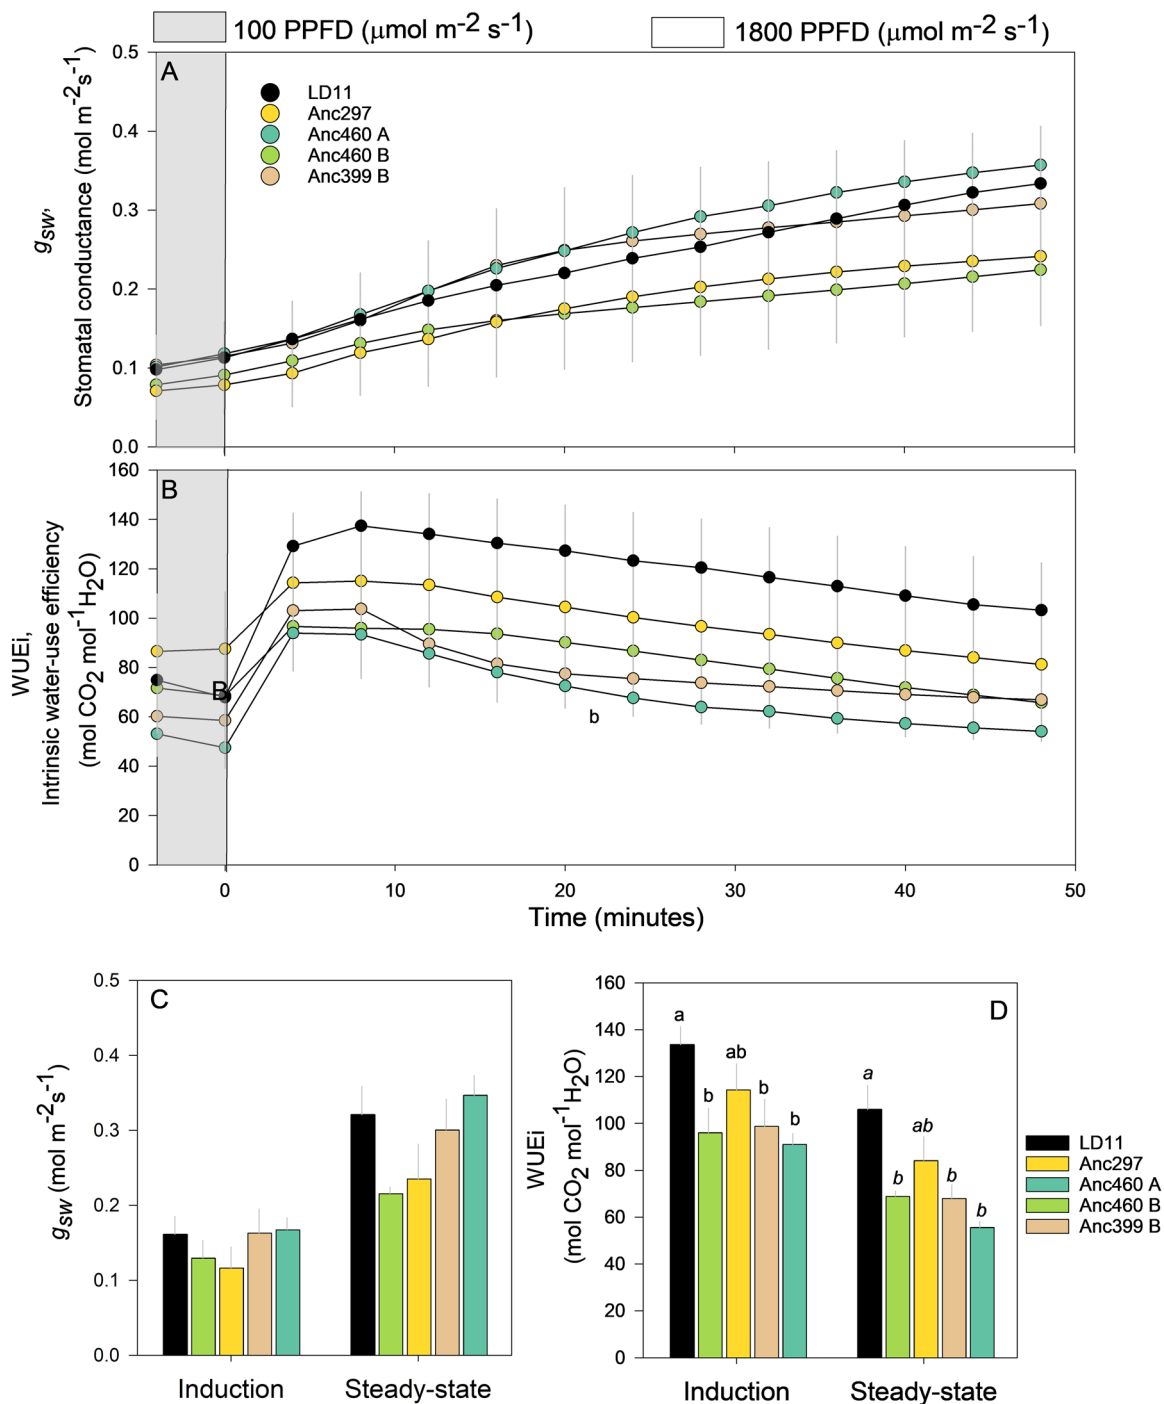 100 PPFD (μmol m-2 s-1)
1800 PPFD (μmol m-2 s-1)
A
gsw,
Stomatal conductance (mol m-2s-1)
0.5
0.4
0.3
0.2
0.1
0.0
LD11
Anc297
Anc460 A
Anc460 B
Anc399 B
B
WUEi,
Intrinsic water-use efficiency
(mol CO2 mol-1H2O)
160
140
120
100
80
60
40
20
0
B
b
0 10 20 30 40 50
Time (minutes)
C
gsw (mol m-2s-1)
0.5
0.4
0.3
0.2
0.1
0.0
Induction Steady-state
D
WUEi
(mol CO2 mol-1H2O)
160
140
120
100
80
60
40
20
0
a b ab b b
a b ab b b
Induction Steady-state
LD11
Anc297
Anc460 A
Anc460 B
Anc399 B